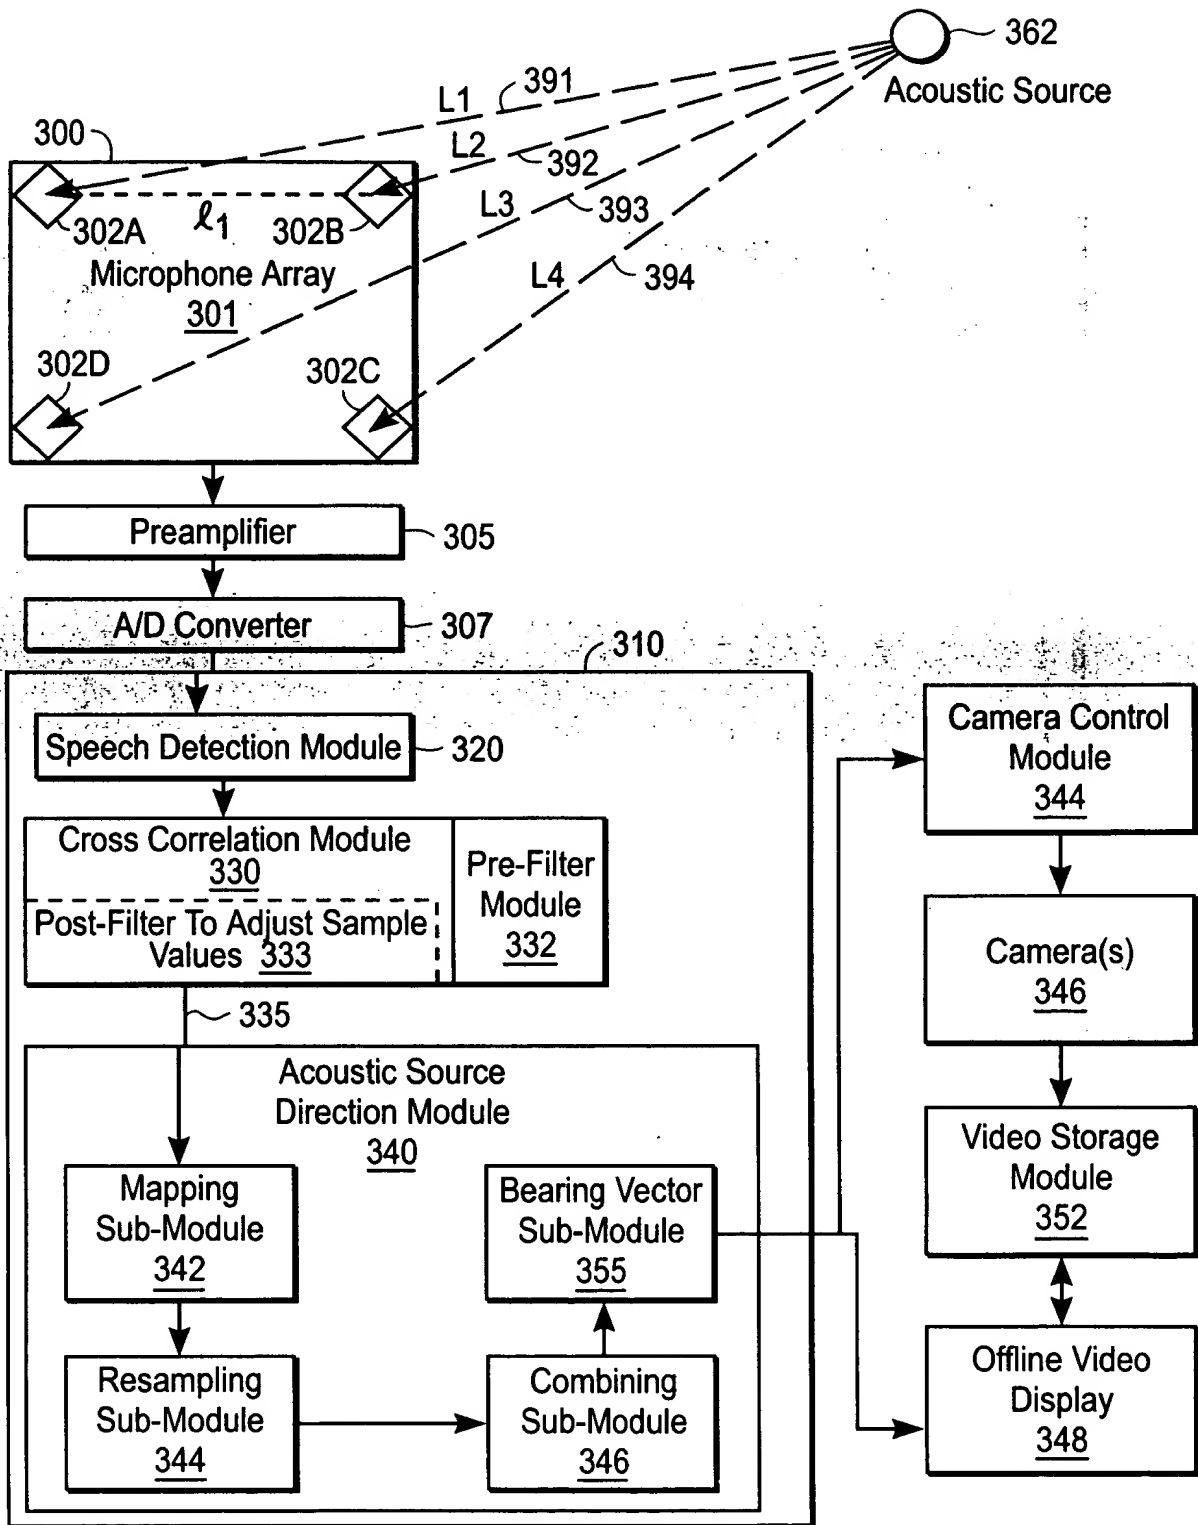 362
Acoustic Source
L1
391
300
L2
392
302A
ℓ1
302B
L3
393
Microphone Array
301
L4
394
302D
302C
Preamplifier
305
A/D Converter
307
310
Speech Detection Module
320
Cross Correlation Module
330
Pre-Filter
Module
332
Post-Filter To Adjust Sample
Values 333
335
Acoustic Source
Direction Module
340
Mapping
Sub-Module
342
Bearing Vector
Sub-Module
355
Resampling
Sub-Module
344
Combining
Sub-Module
346
Camera Control
Module
344
Camera(s)
346
Video Storage
Module
352
Offline Video
Display
348